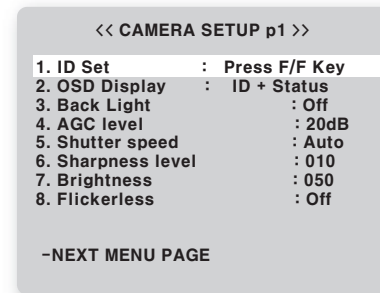 << CAMERA SETUP p1 >>
1. ID Set : Press F/F Key
2. OSD Display : ID + Status
3. Back Light : Off
4. AGC level : 20dB
5. Shutter speed : Auto
6. Sharpness level : 010
7. Brightness : 050
8. Flickerless : Off
-NEXT MENU PAGE